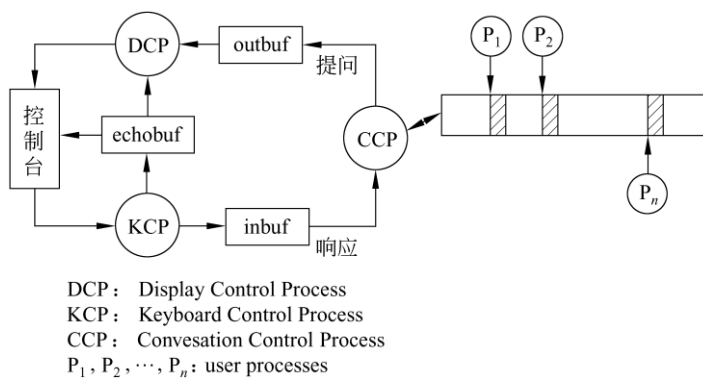 DCP
outbuf
提问
P1
P2
控制台
echobuf
CCP
Pn
KCP
inbuf
响应
DCP： Display Control Process
KCP： Keyboard Control Process
CCP： Convesation Control Process
P1, P2, ⋯, Pn: user processes